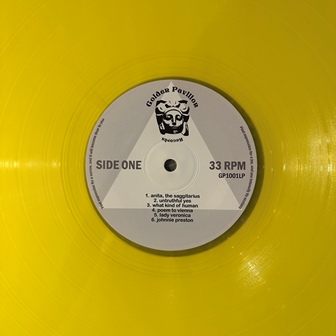 Golden Pavilion
Records
SIDE ONE
33 RPM
GP1001LP
1. anita, the saggitarius
2. untruthful yes
3. what kind of human
4. poem to vienna
5. lady veronica
6. johnnie preston